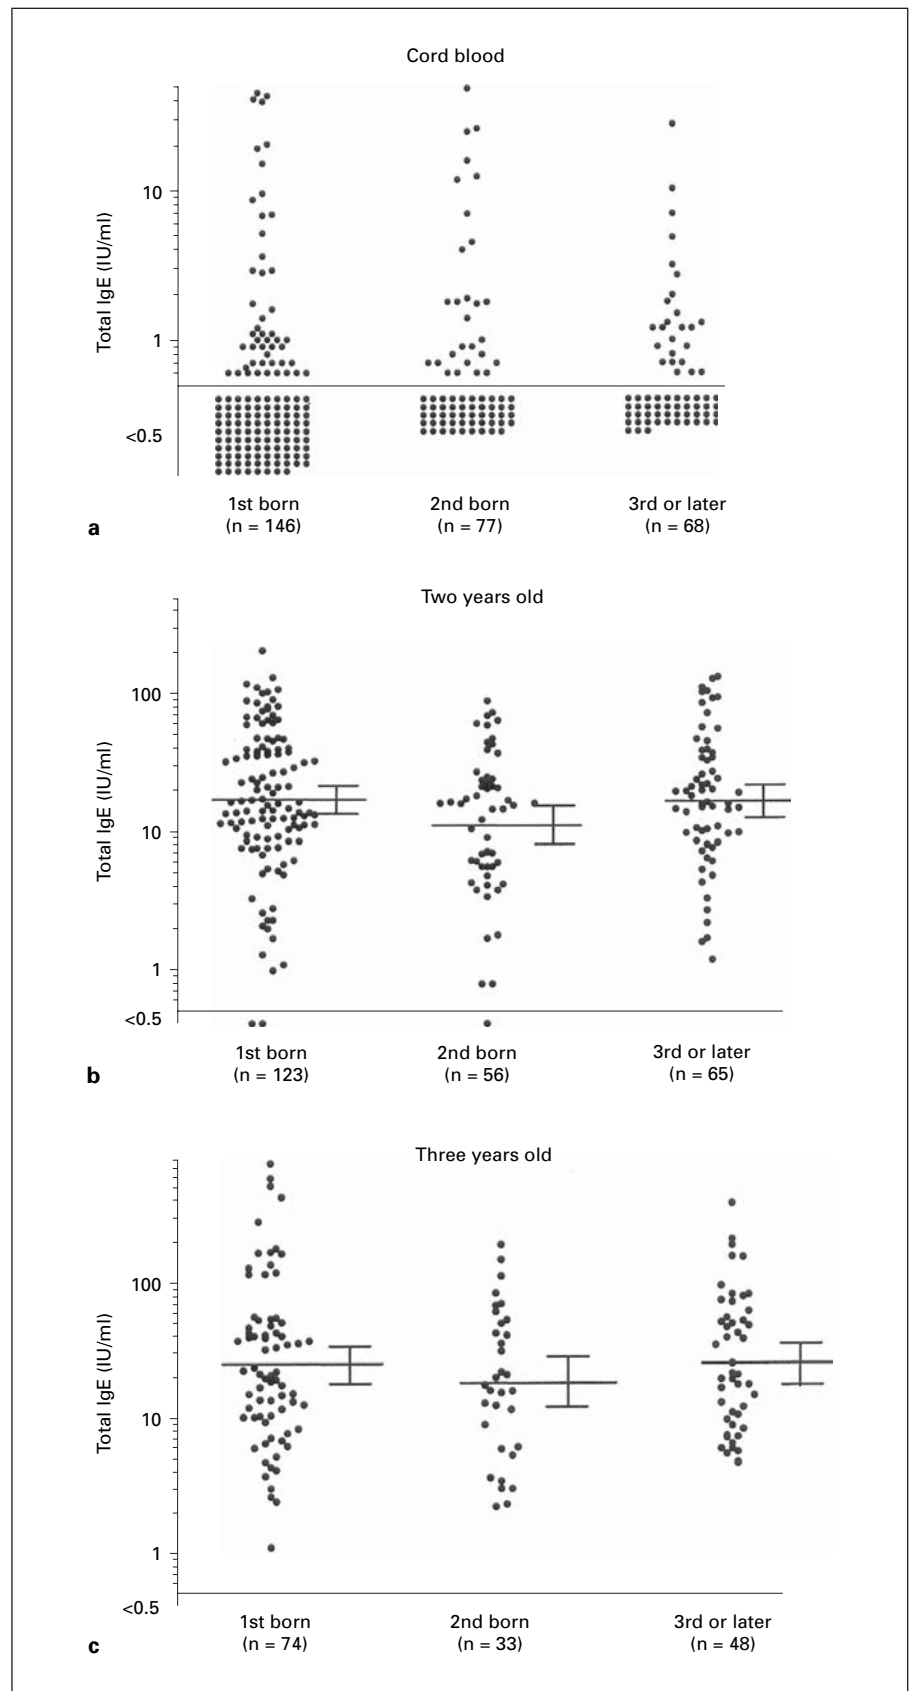 Cord blood
Total IgE (IU/ml)
10
1
<0.5
1st born 2nd born 3rd or later
(n = 146) (n = 77) (n = 68)
a
Two years old
Total IgE (IU/ml)
100
10
1
<0.5
1st born 2nd born 3rd or later
(n = 123) (n = 56) (n = 65)
b
Three years old
Total IgE (IU/ml)
100
10
1
<0.5
1st born 2nd born 3rd or later
(n = 74) (n = 33) (n = 48)
c